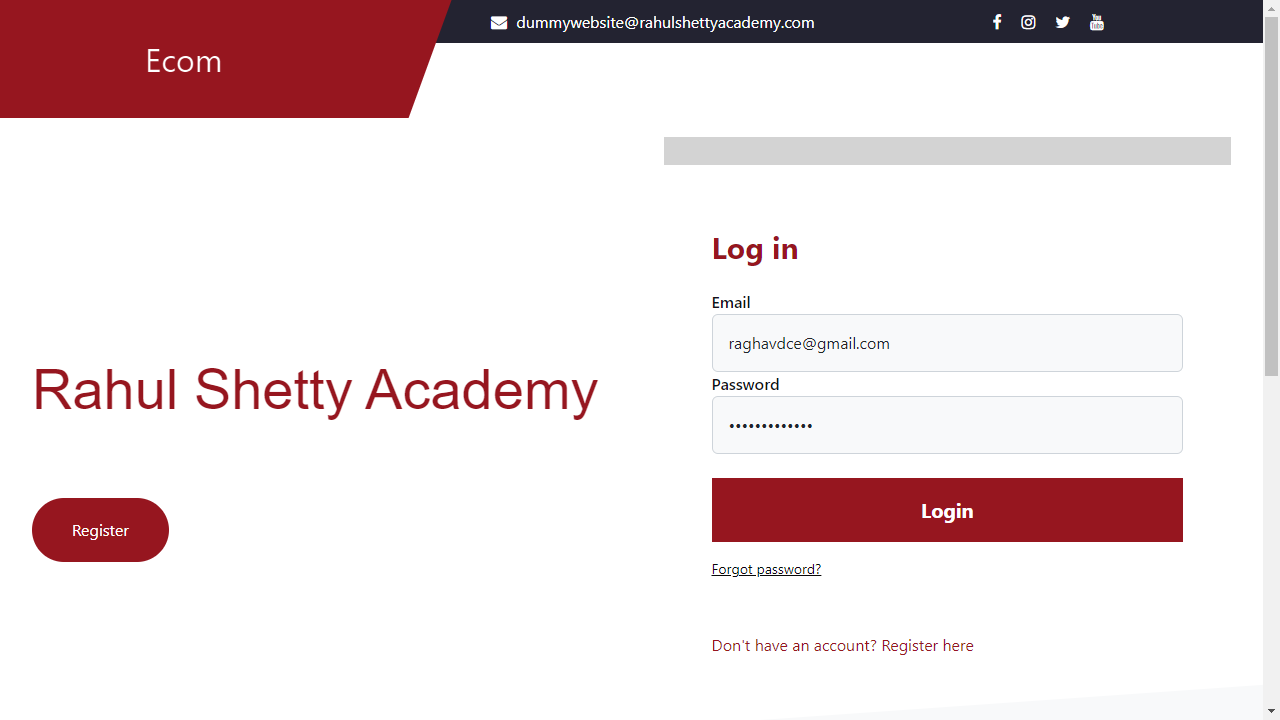 dummywebsite@rahulshettyacademy.com
Ecom
Log in
Email
raghavdce@gmail.com
Password
•••••••••••••
Rahul Shetty Academy
Login
Register
Forgot password?
Don't have an account? Register here